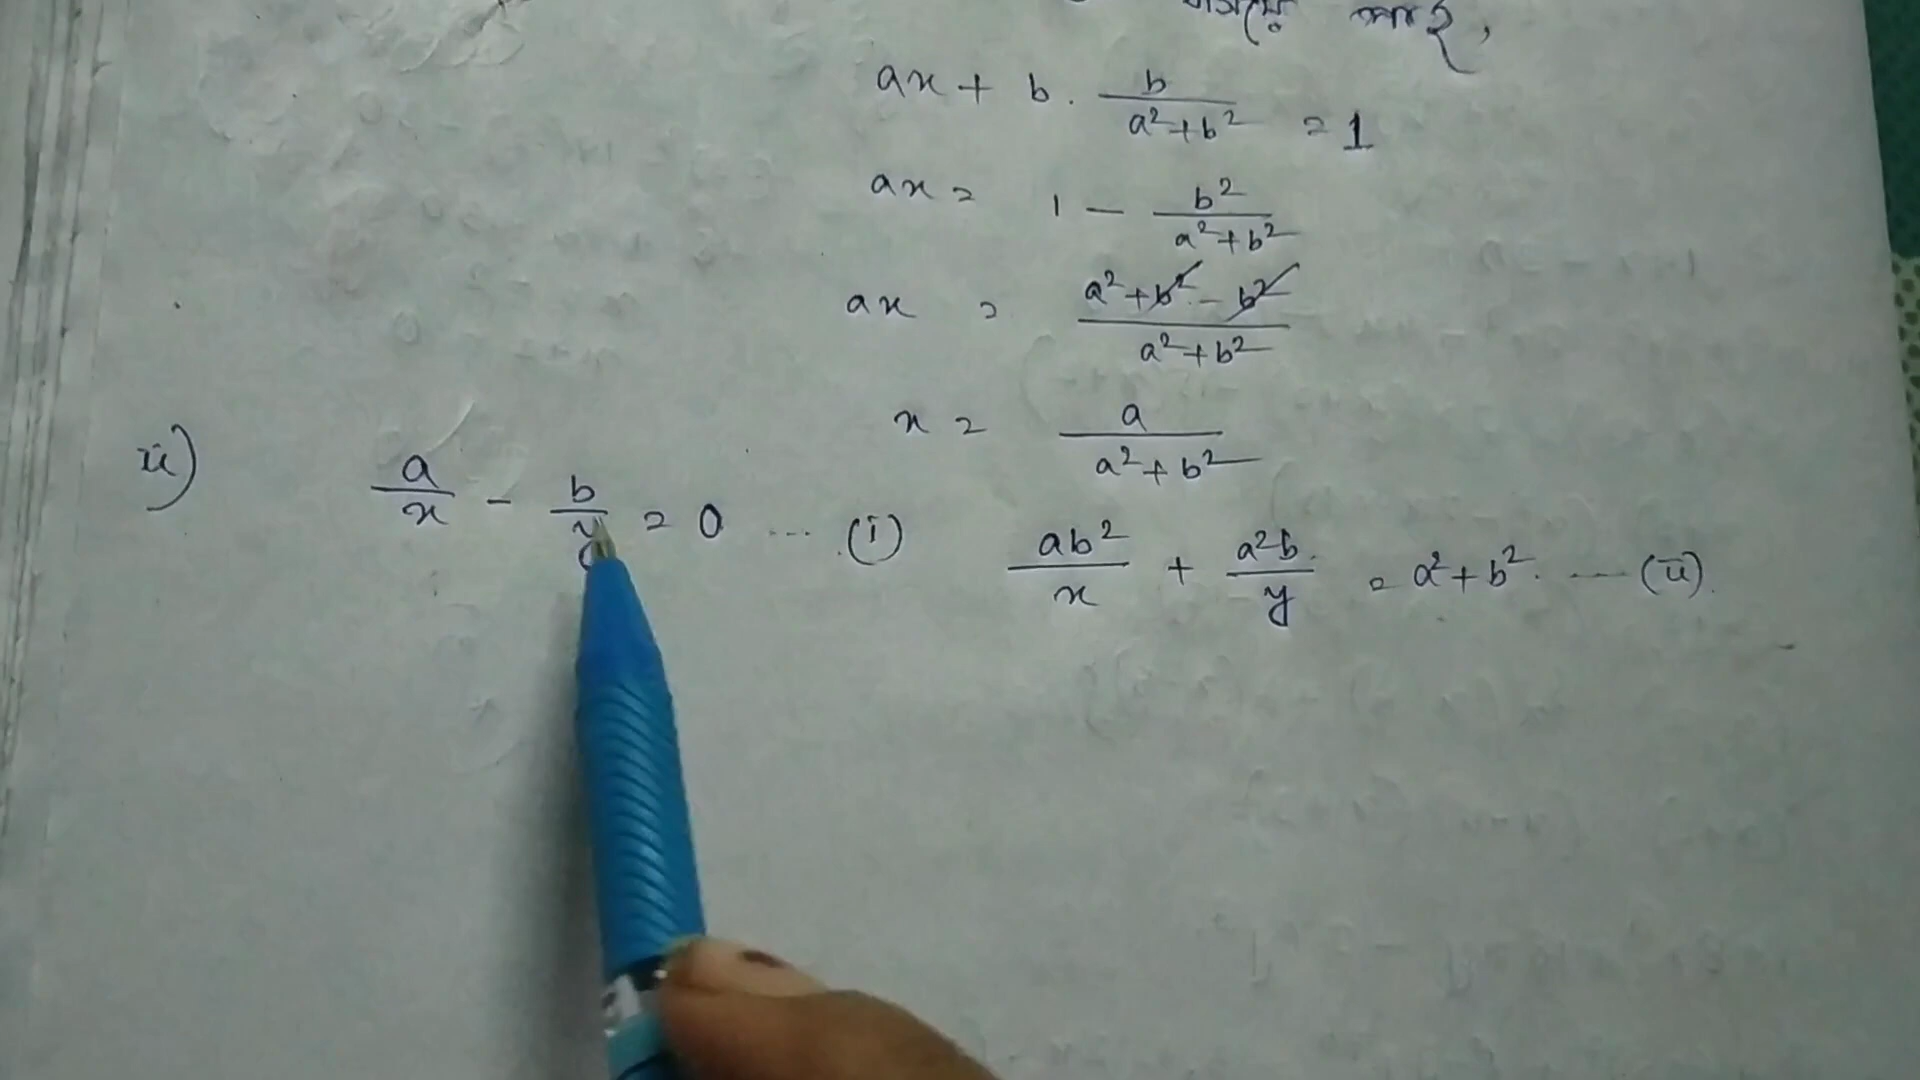 ax + b . b/(a²+b²) = 1
ax = 1 - b²/(a²+b²)
ax = (a²+b²-b²)/(a²+b²)
x = a/(a²+b²)
ii) a/x - b/y = 0 ... (i) ab²/x + a²b/y = a²+b². ... (ii)